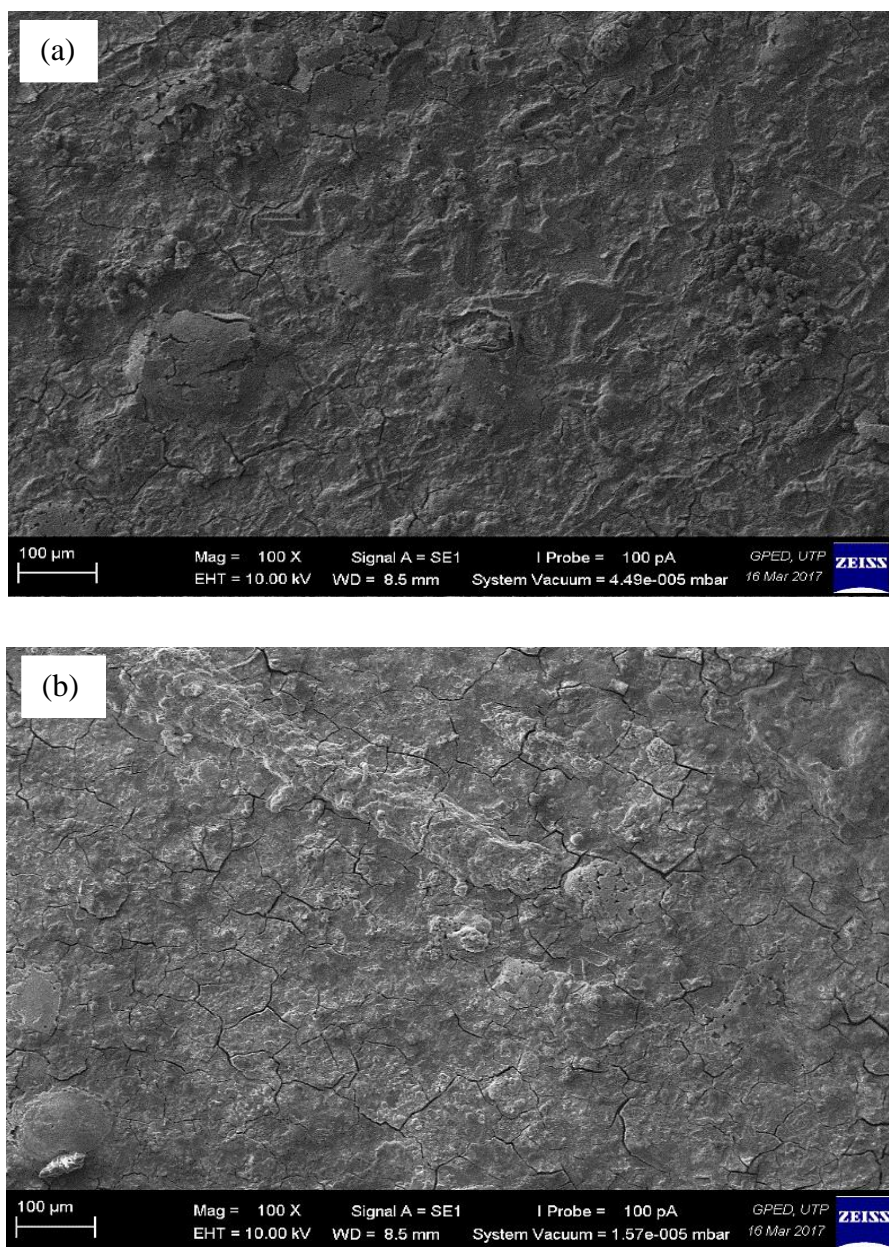 (a)
100 µm
Mag = 100 X Signal A = SE1 I Probe = 100 pA GPED, UTP
EHT = 10.00 kV WD = 8.5 mm System Vacuum = 4.49e-005 mbar 16 Mar 2017
ZEISS
(b)
100 µm
Mag = 100 X Signal A = SE1 I Probe = 100 pA GPED, UTP
EHT = 10.00 kV WD = 8.5 mm System Vacuum = 1.57e-005 mbar 16 Mar 2017
ZEISS